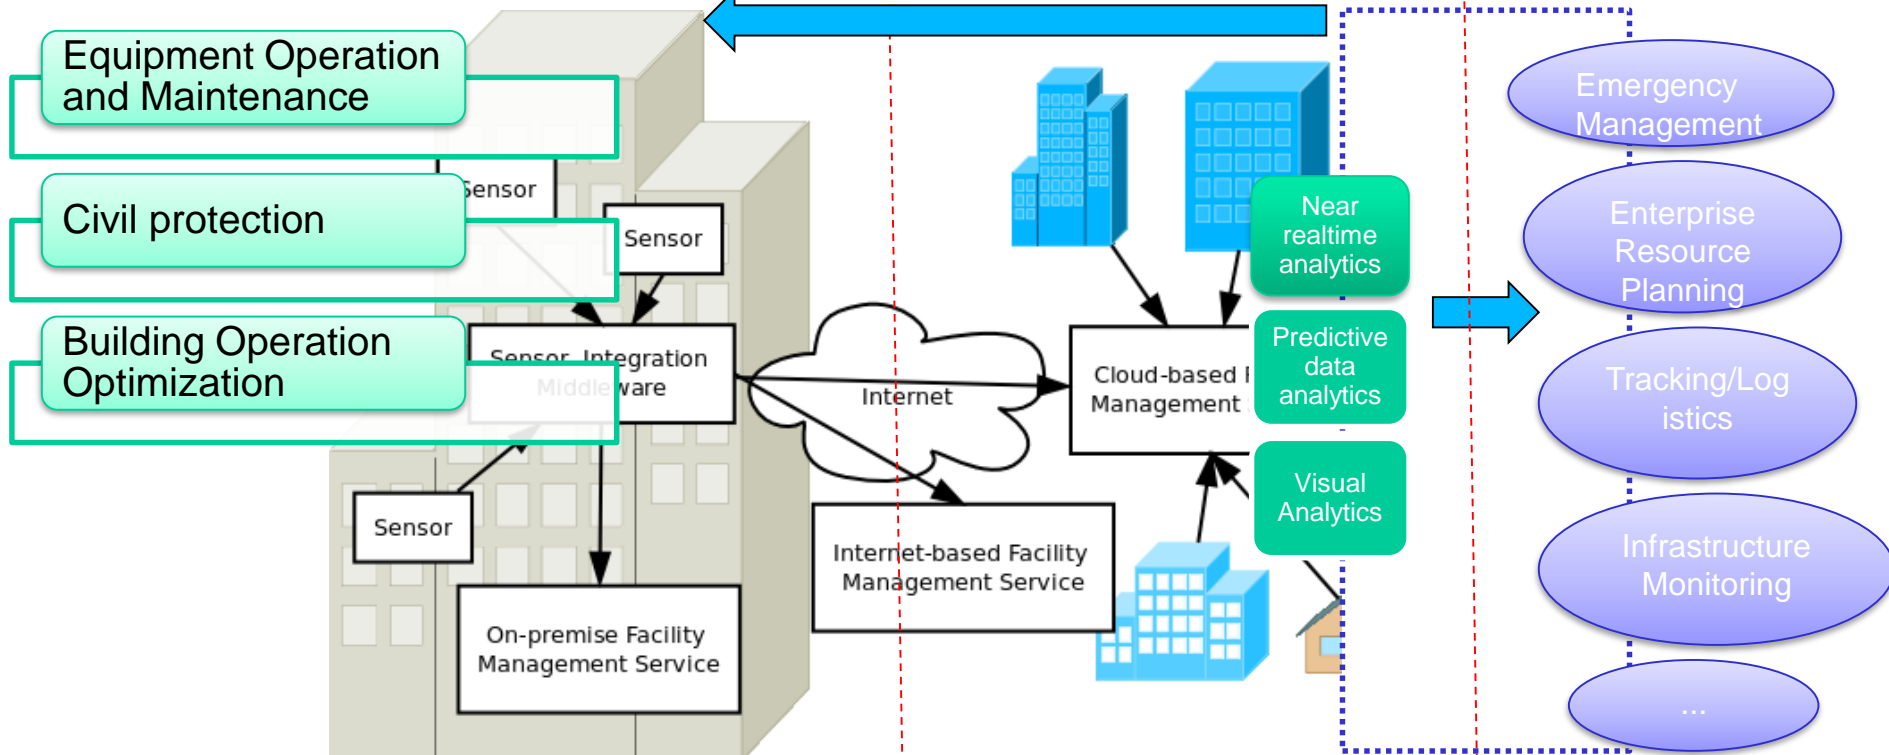 Equipment Operation
and Maintenance
Civil protection
Building Operation
Optimization
Sensor
Sensor
Sensor Integration
Middleware
Sensor
On-premise Facility
Management Service
Internet
Internet-based Facility
Management Service
Cloud-based
Management
Near
realtime
analytics
Predictive
data
analytics
Visual
Analytics
Emergency
Management
Enterprise
Resource
Planning
Tracking/Log
istics
Infrastructure
Monitoring
...